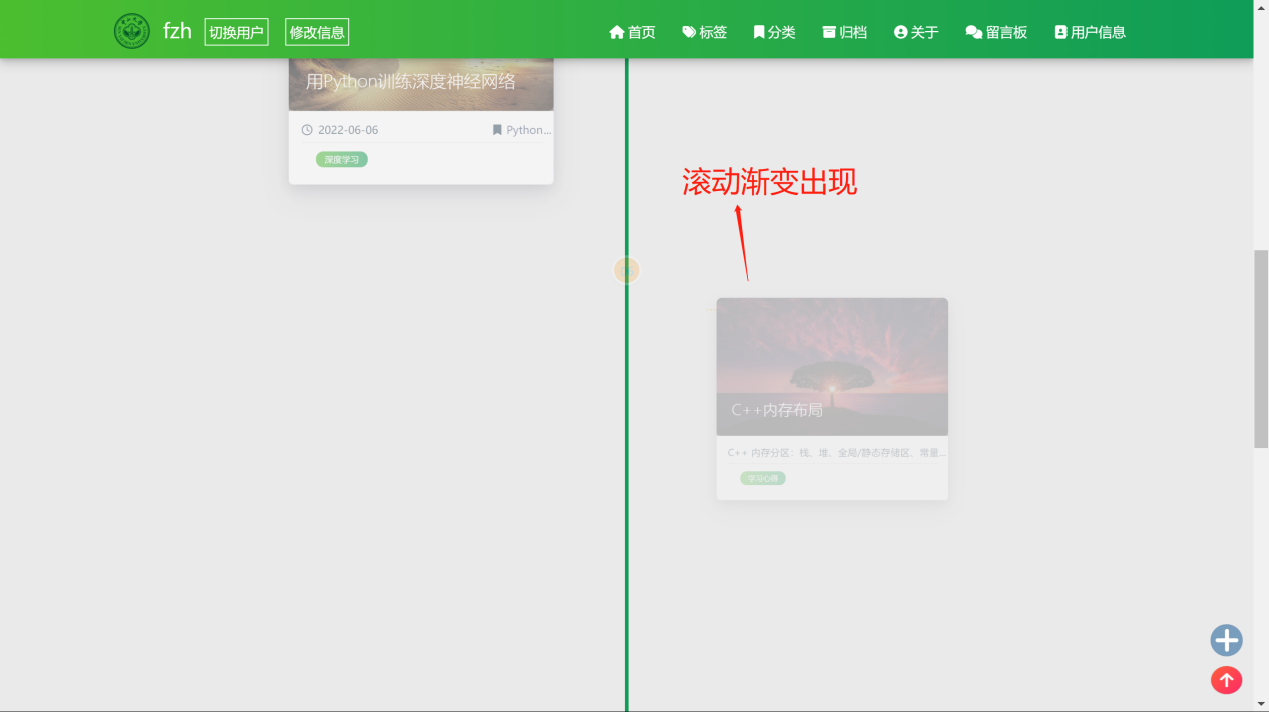 fzh 切换用户 修改信息 首页 标签 分类 归档 关于 留言板 用户信息
用Python训练深度神经网络
2022-06-06 Python...
深度学习
滚动渐变出现
C++内存布局
C++ 内存分区：栈、堆、全局/静态存储区、常量...
学习心得